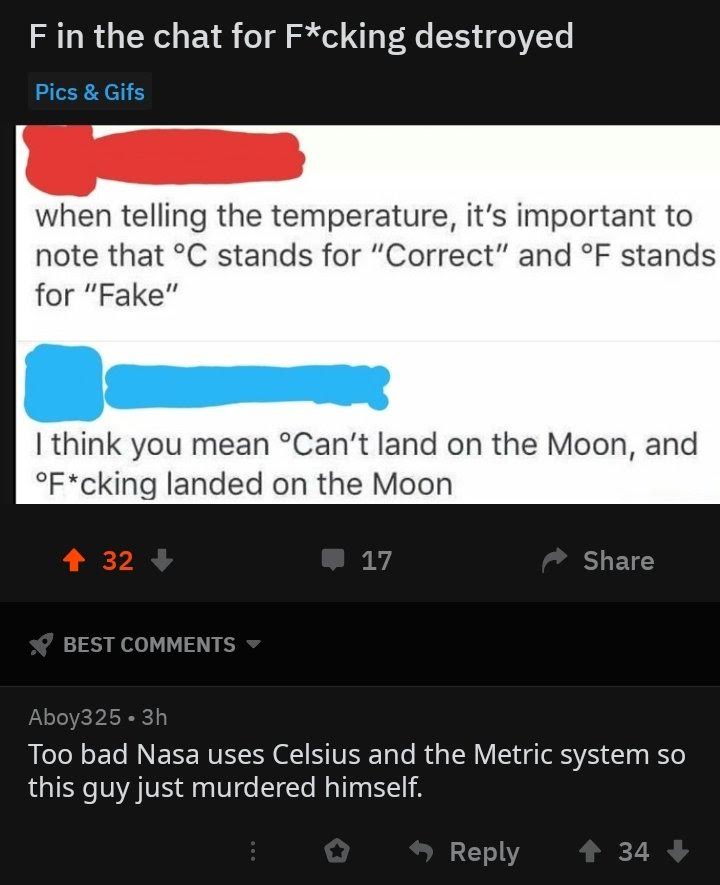 F in the chat for F*cking destroyed
Pics & Gifs
when telling the temperature, it's important to
note that °C stands for "Correct" and °F stands
for "Fake"
I think you mean °Can't land on the Moon, and
°F*cking landed on the Moon
32
17
Share
BEST COMMENTS
Aboy325 • 3h
Too bad Nasa uses Celsius and the Metric system so
this guy just murdered himself.
Reply
34